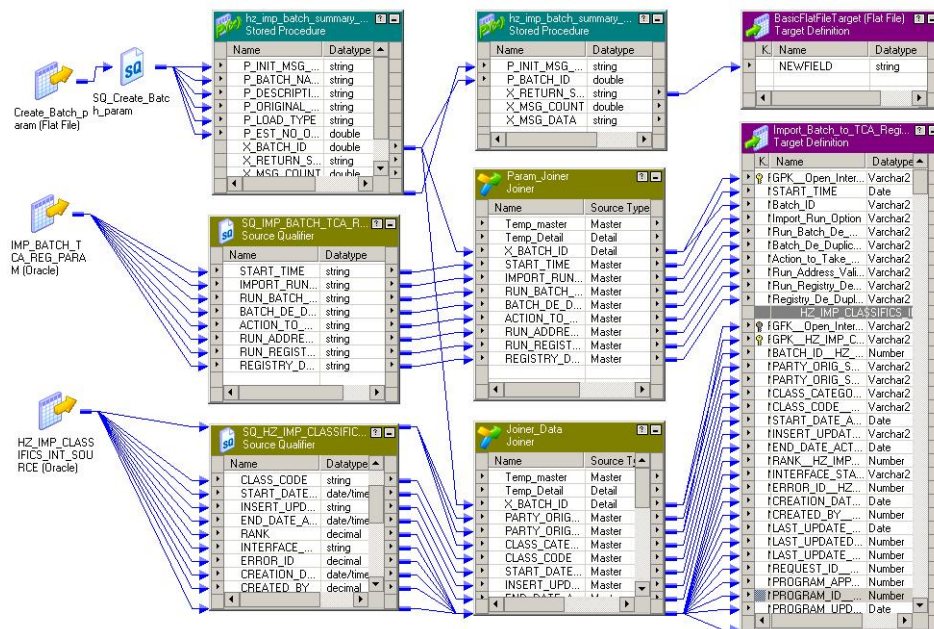 hz_imp_batch_summary_...
Stored Procedure
Name Datatype
P_INIT_MSG_... string
P_BATCH_NA... string
P_DESCRIPTI... string
P_ORIGINAL_... string
P_LOAD_TYPE string
P_EST_NO_O... double
X_BATCH_ID double
X_RETURN_S... string
X_MSG_COUNT double
hz_imp_batch_summary_...
Stored Procedure
Name Datatype
P_INIT_MSG_... string
P_BATCH_ID double
X_RETURN_S... string
X_MSG_COUNT double
X_MSG_DATA string
BasicFlatFileTarget (Flat File)
Target Definition
K. Name Datatype
NEWFIELD string
Create_Batch_p
aram (Flat File)
SQ_Create_Batc
h_param
IMP_BATCH_T
CA_REG_PARA
M (Oracle)
SQ_IMP_BATCH_TCA_R...
Source Qualifier
Name Datatype
START_TIME string
IMPORT_RUN... string
RUN_BATCH_... string
BATCH_DE_D... string
ACTION_TO_... string
RUN_ADDRE... string
RUN_REGIST... string
REGISTRY_D... string
Param_Joiner
Joiner
Name Source Type
Temp_master Master
Temp_Detail Detail
X_BATCH_ID Detail
START_TIME Master
IMPORT_RUN... Master
RUN_BATCH_... Master
BATCH_DE_D... Master
ACTION_TO_... Master
RUN_ADDRE... Master
RUN_REGIST... Master
REGISTRY_D... Master
Import_Batch_to_TCA_Regi...
Target Definition
K. Name Datatype
GPK__Open_Inter... Varchar2
START_TIME Date
Batch_ID Varchar2
Import_Run_Option Varchar2
Run_Batch_De_... Varchar2
Batch_De_Duplic... Varchar2
Action_to_Take_... Varchar2
Run_Address_Vali... Varchar2
Run_Registry_De... Varchar2
Registry_De_Dupl... Varchar2
HZ_IMP_CLASSIFICS_I
GFK__Open_Inter... Varchar2
GPK__HZ_IMP_C... Varchar2
BATCH_ID__HZ_... Number
PARTY_ORIG_S... Varchar2
PARTY_ORIG_S... Varchar2
CLASS_CATEGO... Varchar2
CLASS_CODE__... Varchar2
START_DATE_A... Date
INSERT_UPDAT... Varchar2
END_DATE_ACT... Date
RANK__HZ_IMP... Number
INTERFACE_STA... Varchar2
ERROR_ID__HZ... Number
CREATION_DAT... Date
CREATED_BY__... Number
LAST_UPDATE_... Date
LAST_UPDATED... Number
LAST_UPDATE_... Number
REQUEST_ID__... Number
PROGRAM_APP... Number
PROGRAM_ID__... Number
PROGRAM_UPD... Date
HZ_IMP_CLASS
IFICS_INT_SOU
RCE (Oracle)
SQ_HZ_IMP_CLASSIFIC...
Source Qualifier
Name Datatype
CLASS_CODE string
START_DATE... date/time
INSERT_UPD... string
END_DATE_A... date/time
RANK decimal
INTERFACE_... string
ERROR_ID decimal
CREATION_D... date/time
CREATED_BY decimal
Joiner_Data
Joiner
Name Source Ty
Temp_master Master
Temp_Detail Detail
X_BATCH_ID Detail
PARTY_ORIG... Master
PARTY_ORIG... Master
CLASS_CATE... Master
CLASS_CODE Master
START_DATE... Master
INSERT_UPD... Master